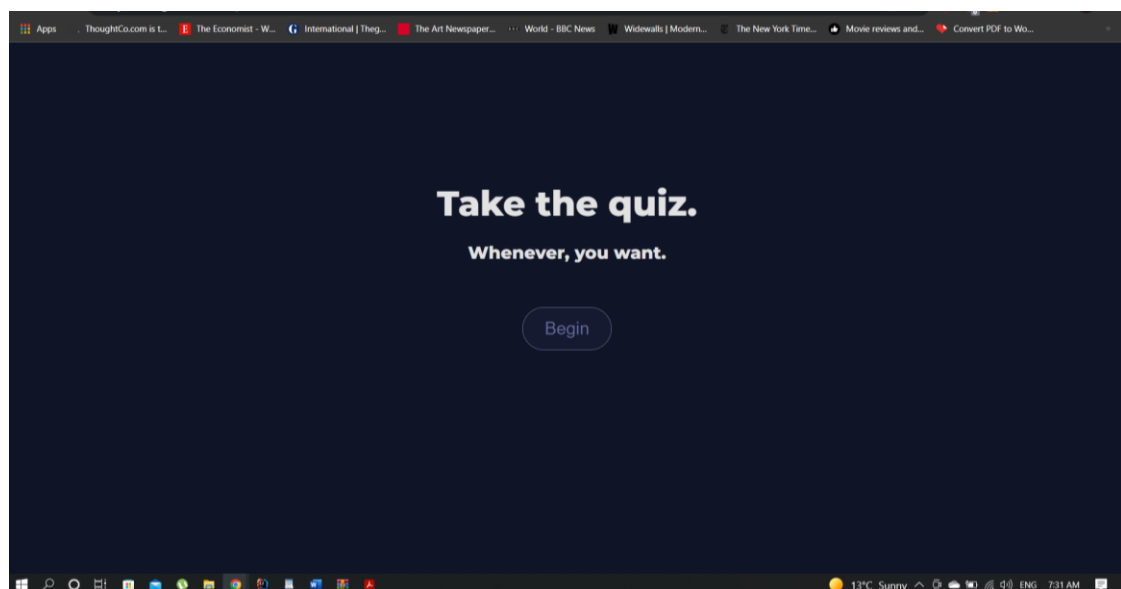 Apps ThoughtCo.com is t... E The Economist - W... G International | Theg... The Art Newspaper... World - BBC News W Widewalls | Modern... The New York Time... Movie reviews and... Convert PDF to Wo...
Take the quiz.
Whenever, you want.
Begin
13°C Sunny ENG 7:31 AM